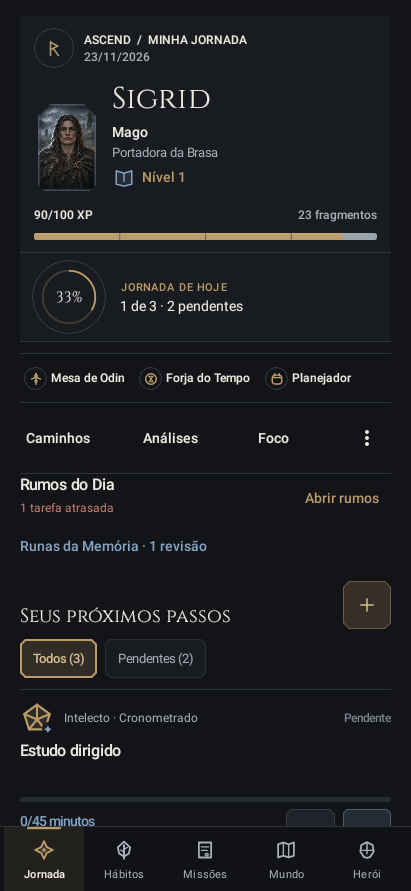 ASCEND / MINHA JORNADA
23/11/2026
Sigrid
Mago
Portadora da Brasa
Nível 1
90/100 XP
23 fragmentos
33%
JORNADA DE HOJE
1 de 3 · 2 pendentes
Mesa de Odin
Forja do Tempo
Planejador
Caminhos
Análises
Foco
Rumos do Dia
1 tarefa atrasada
Abrir rumos
Runas da Memória · 1 revisão
Seus próximos passos
Todos (3)
Pendentes (2)
Intelecto · Cronometrado
Pendente
Estudo dirigido
0/45 minutos
Jornada
Hábitos
Missões
Mundo
Herói